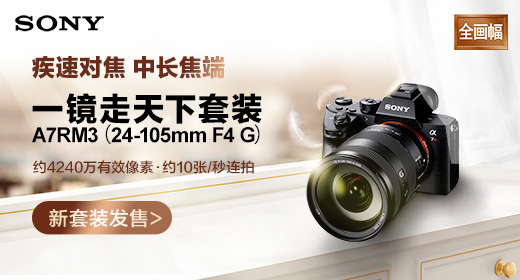 SONY
全画幅
疾速对焦 中长焦端
一镜走天下套装
A7RM3 (24-105mm F4 G)
约4240万有效像素·约10张/秒连拍
新套装发售>
SONY
α
7R
G